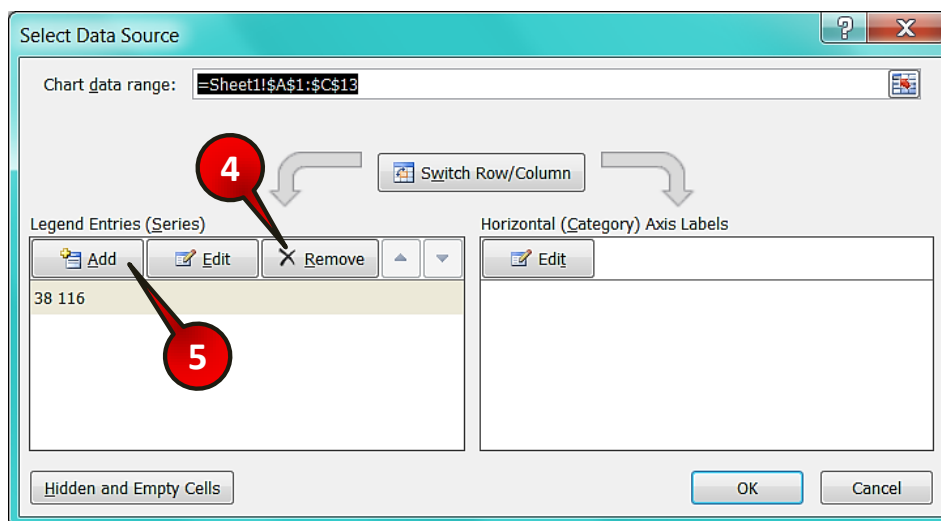 Select Data Source
?
X
Chart data range: =Sheet1!$A$1:$C$13
4
Switch Row/Column
Legend Entries (Series)
Horizontal (Category) Axis Labels
Add Edit Remove
Edit
38 116
5
Hidden and Empty Cells
OK Cancel